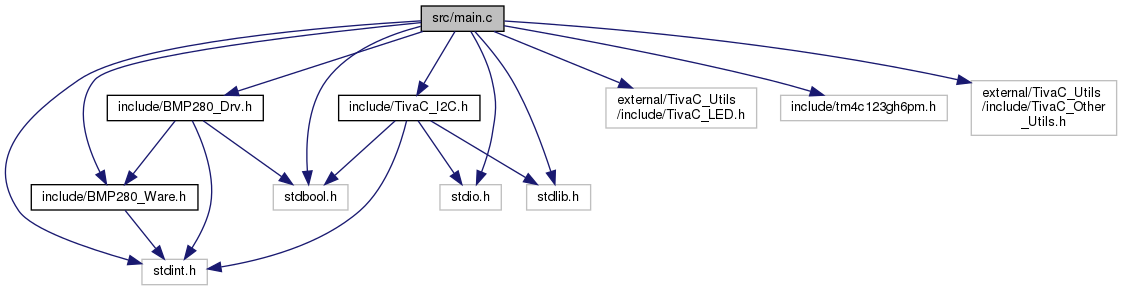 src/main.c
include/BMP280_Drv.h
include/TivaC_I2C.h
external/TivaC_Utils
/include/TivaC_LED.h
include/tm4c123gh6pm.h
external/TivaC_Utils
/include/TivaC_Other
_Utils.h
include/BMP280_Ware.h
stdbool.h
stdio.h
stdlib.h
stdint.h